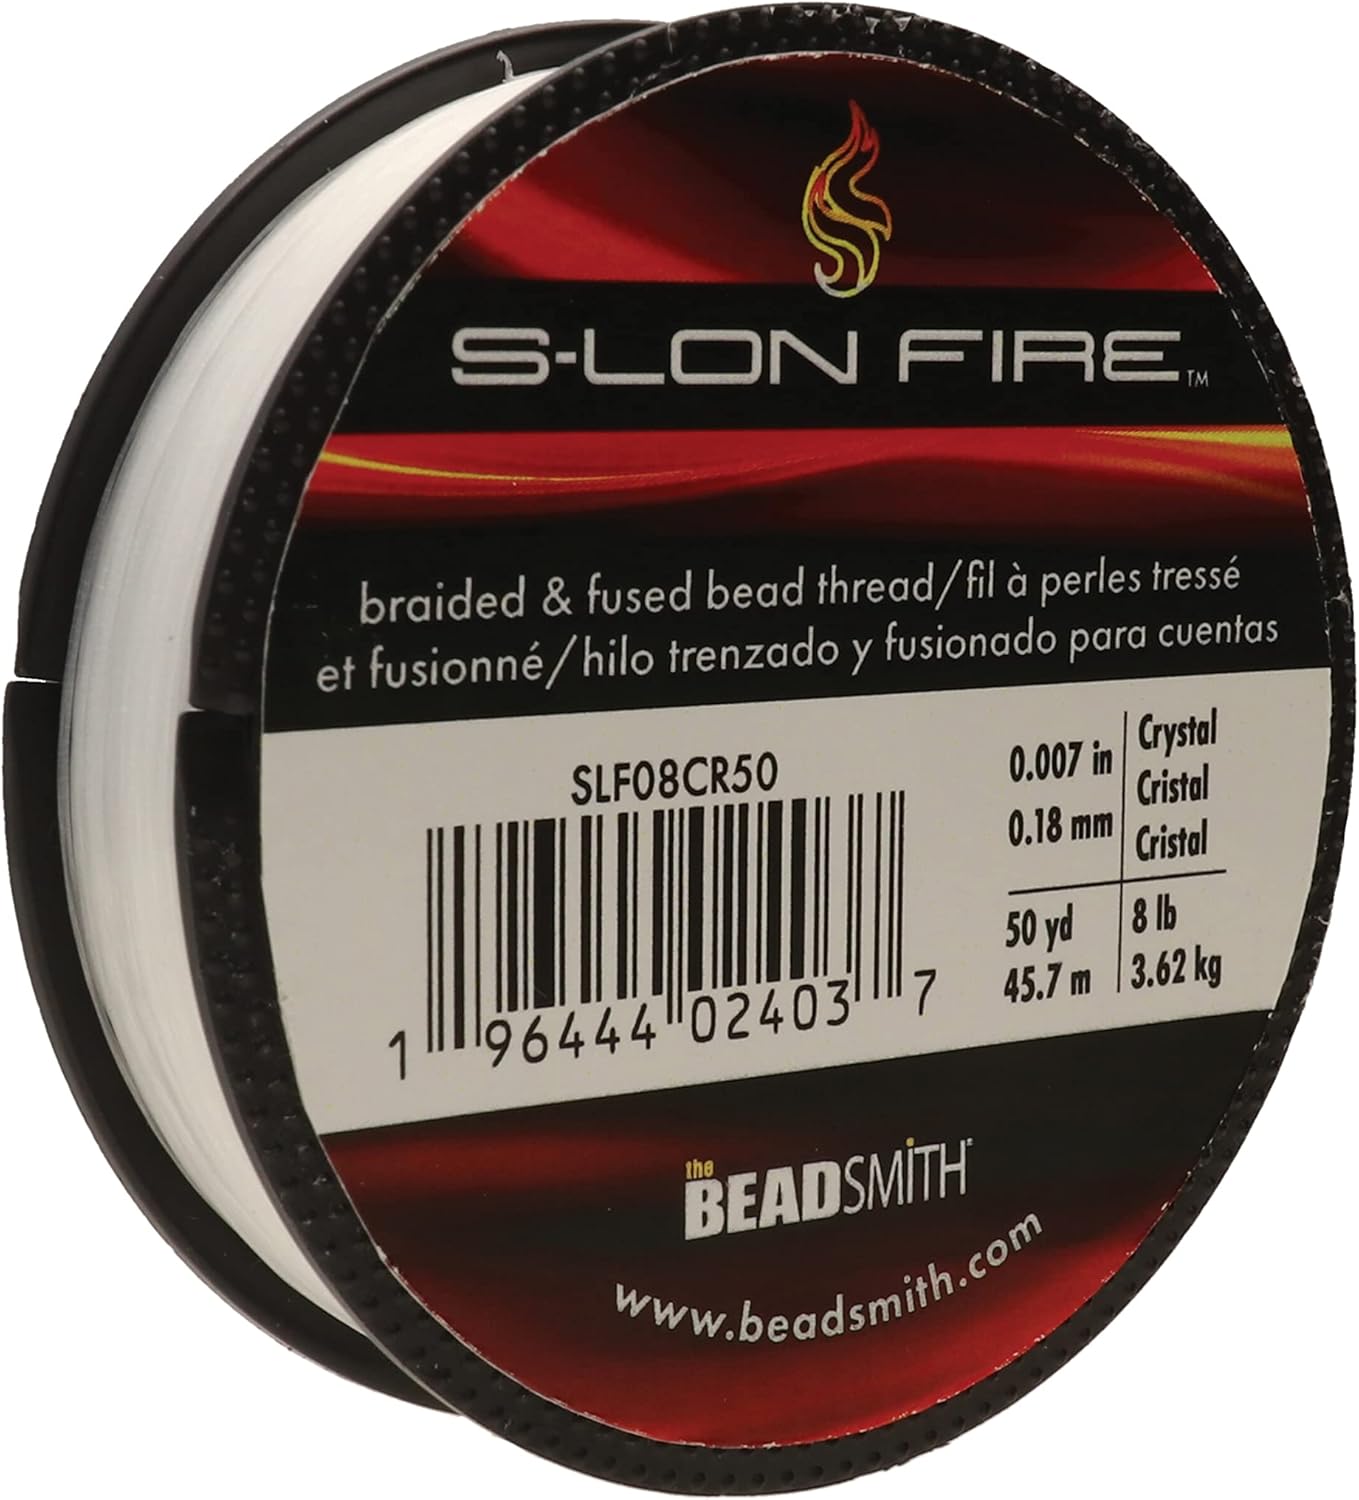 S-LON FIRE™
braided & fused bead thread/fil à perles tressé
et fusionné/hilo trenzado y fusionado para cuentas
SLF08CR50
1 96444 02403 7
0.007 in
0.18 mm
Crystal
Cristal
Cristal
50 yd
45.7 m
8 lb
3.62 kg
the
BEADSMiTH
www.beadsmith.com